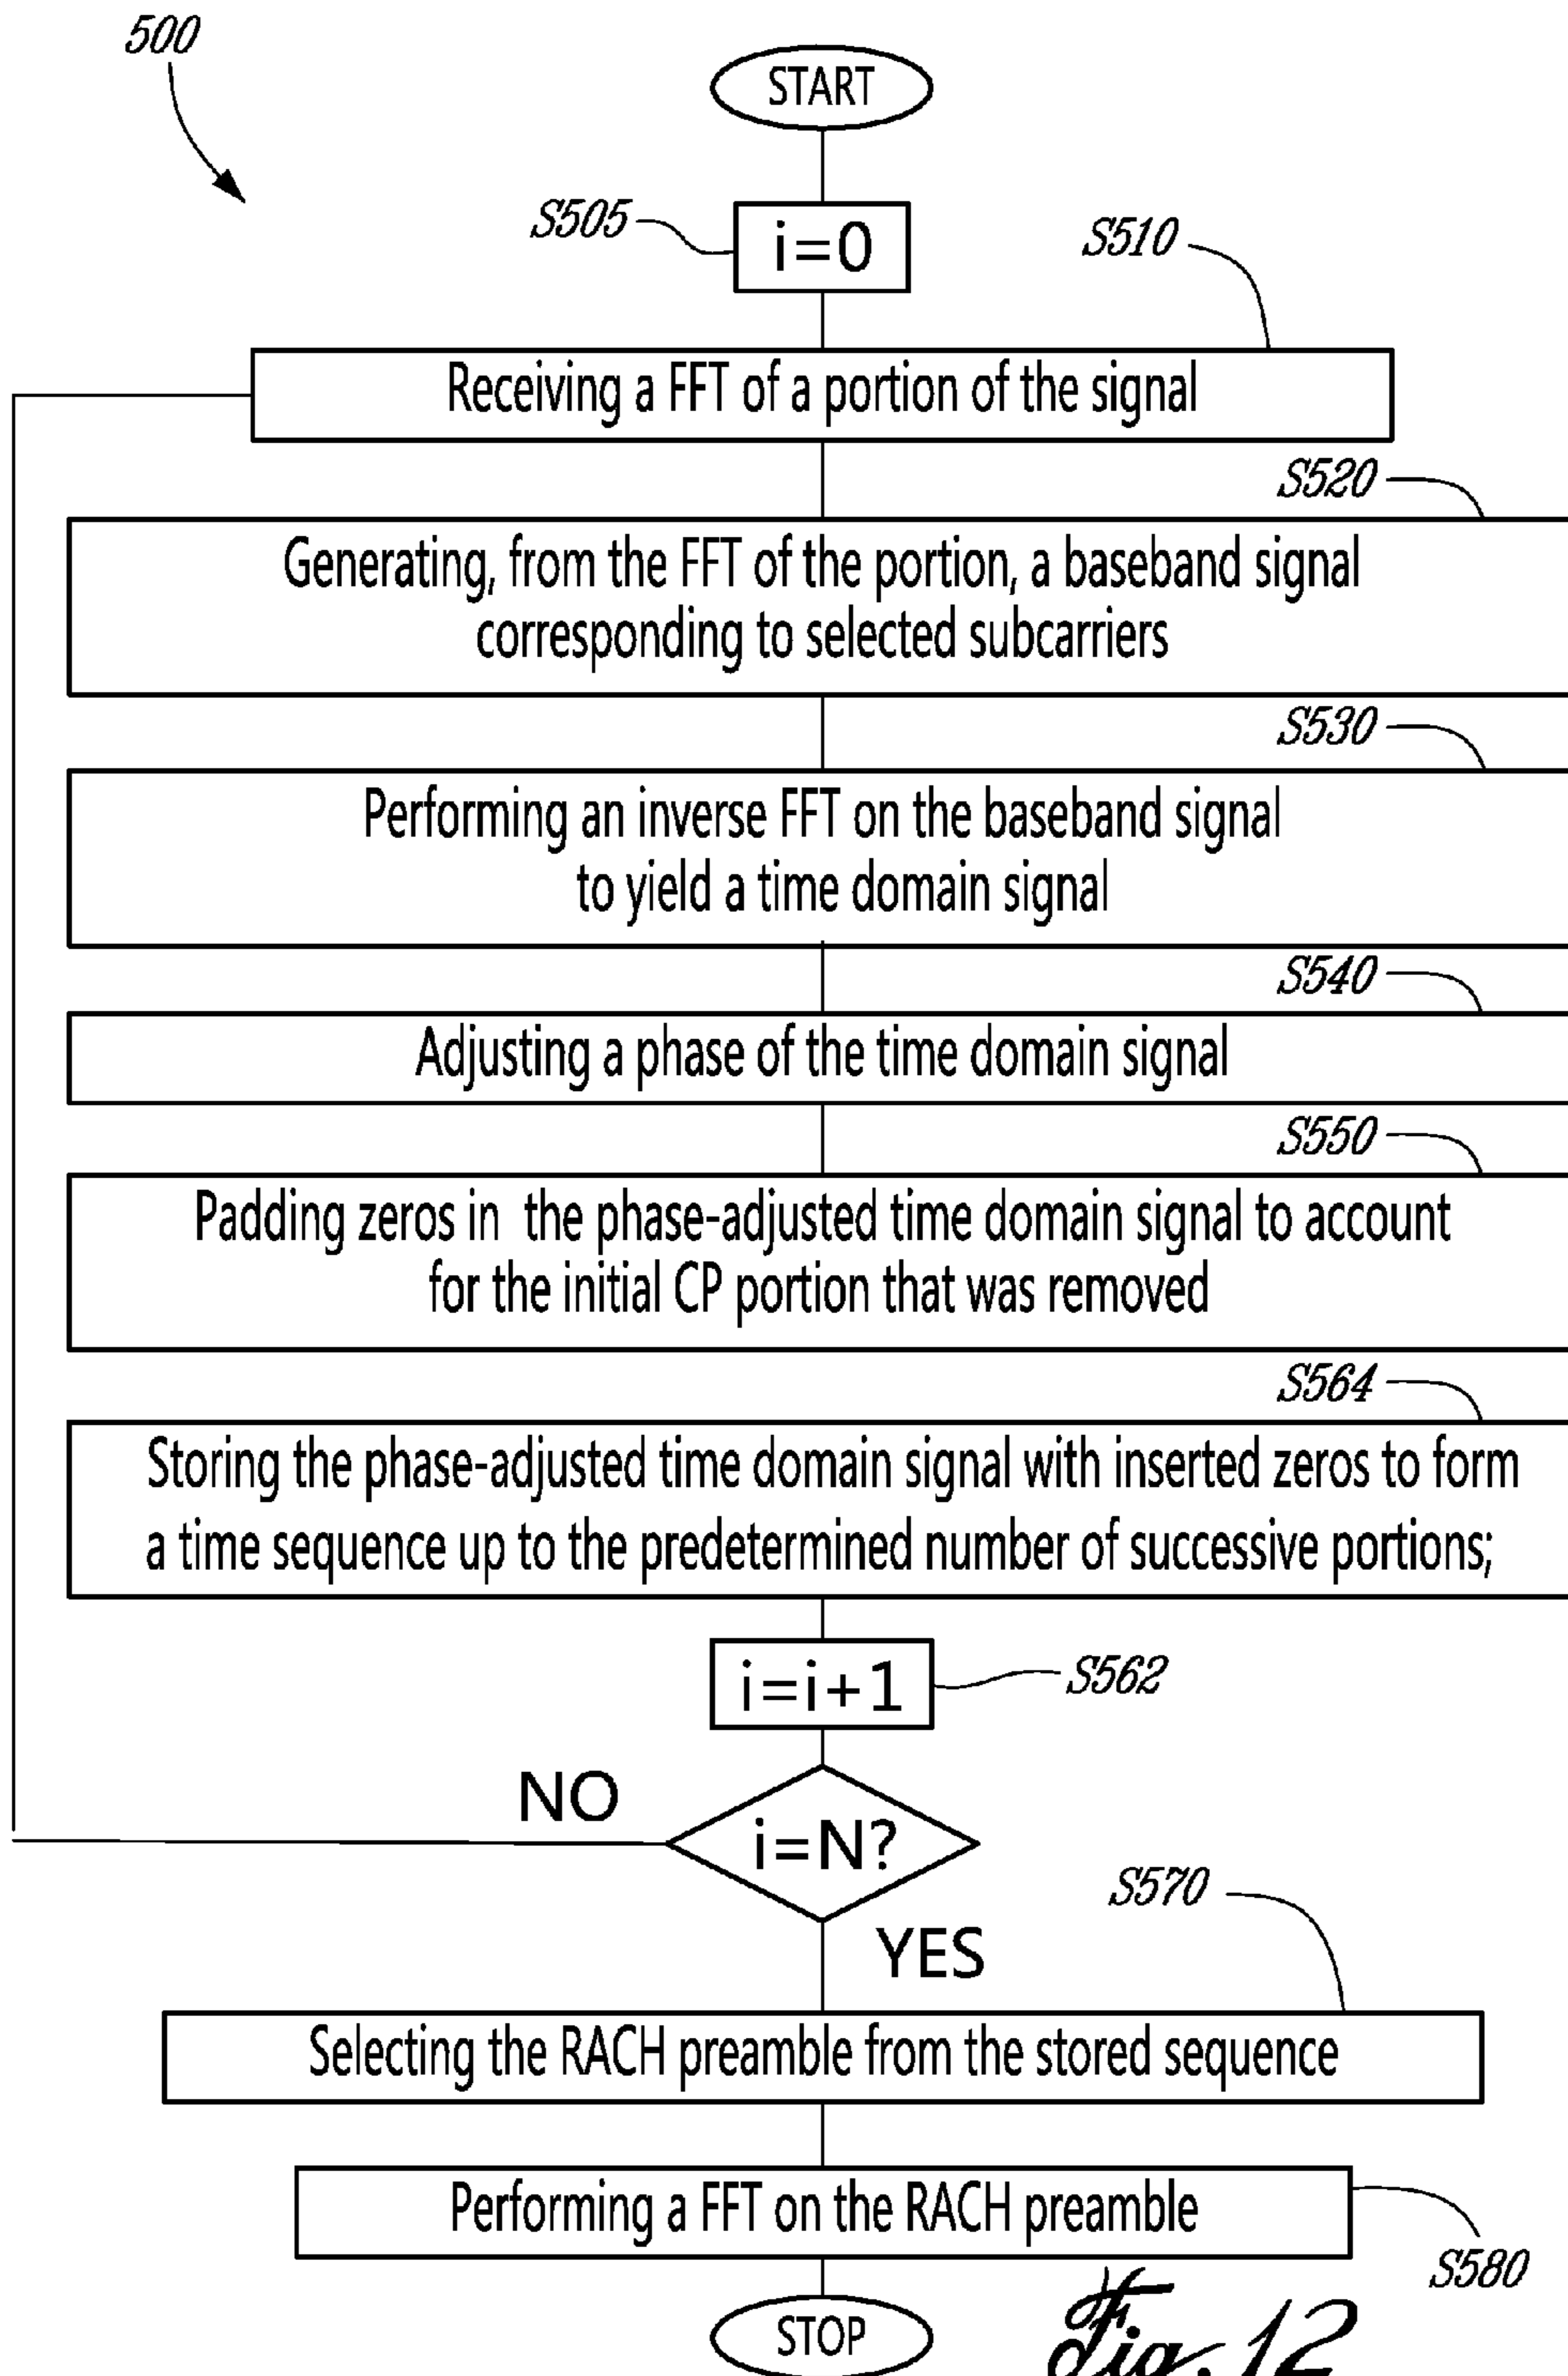 500
START
S505
i=0
S510
Receiving a FFT of a portion of the signal
S520
Generating, from the FFT of the portion, a baseband signal
corresponding to selected subcarriers
S530
Performing an inverse FFT on the baseband signal
to yield a time domain signal
S540
Adjusting a phase of the time domain signal
S550
Padding zeros in the phase-adjusted time domain signal to account
for the initial CP portion that was removed
S564
Storing the phase-adjusted time domain signal with inserted zeros to form
a time sequence up to the predetermined number of successive portions;
i=i+1
S562
NO
i=N?
S570
YES
Selecting the RACH preamble from the stored sequence
Performing a FFT on the RACH preamble
S580
STOP
Fig. 12